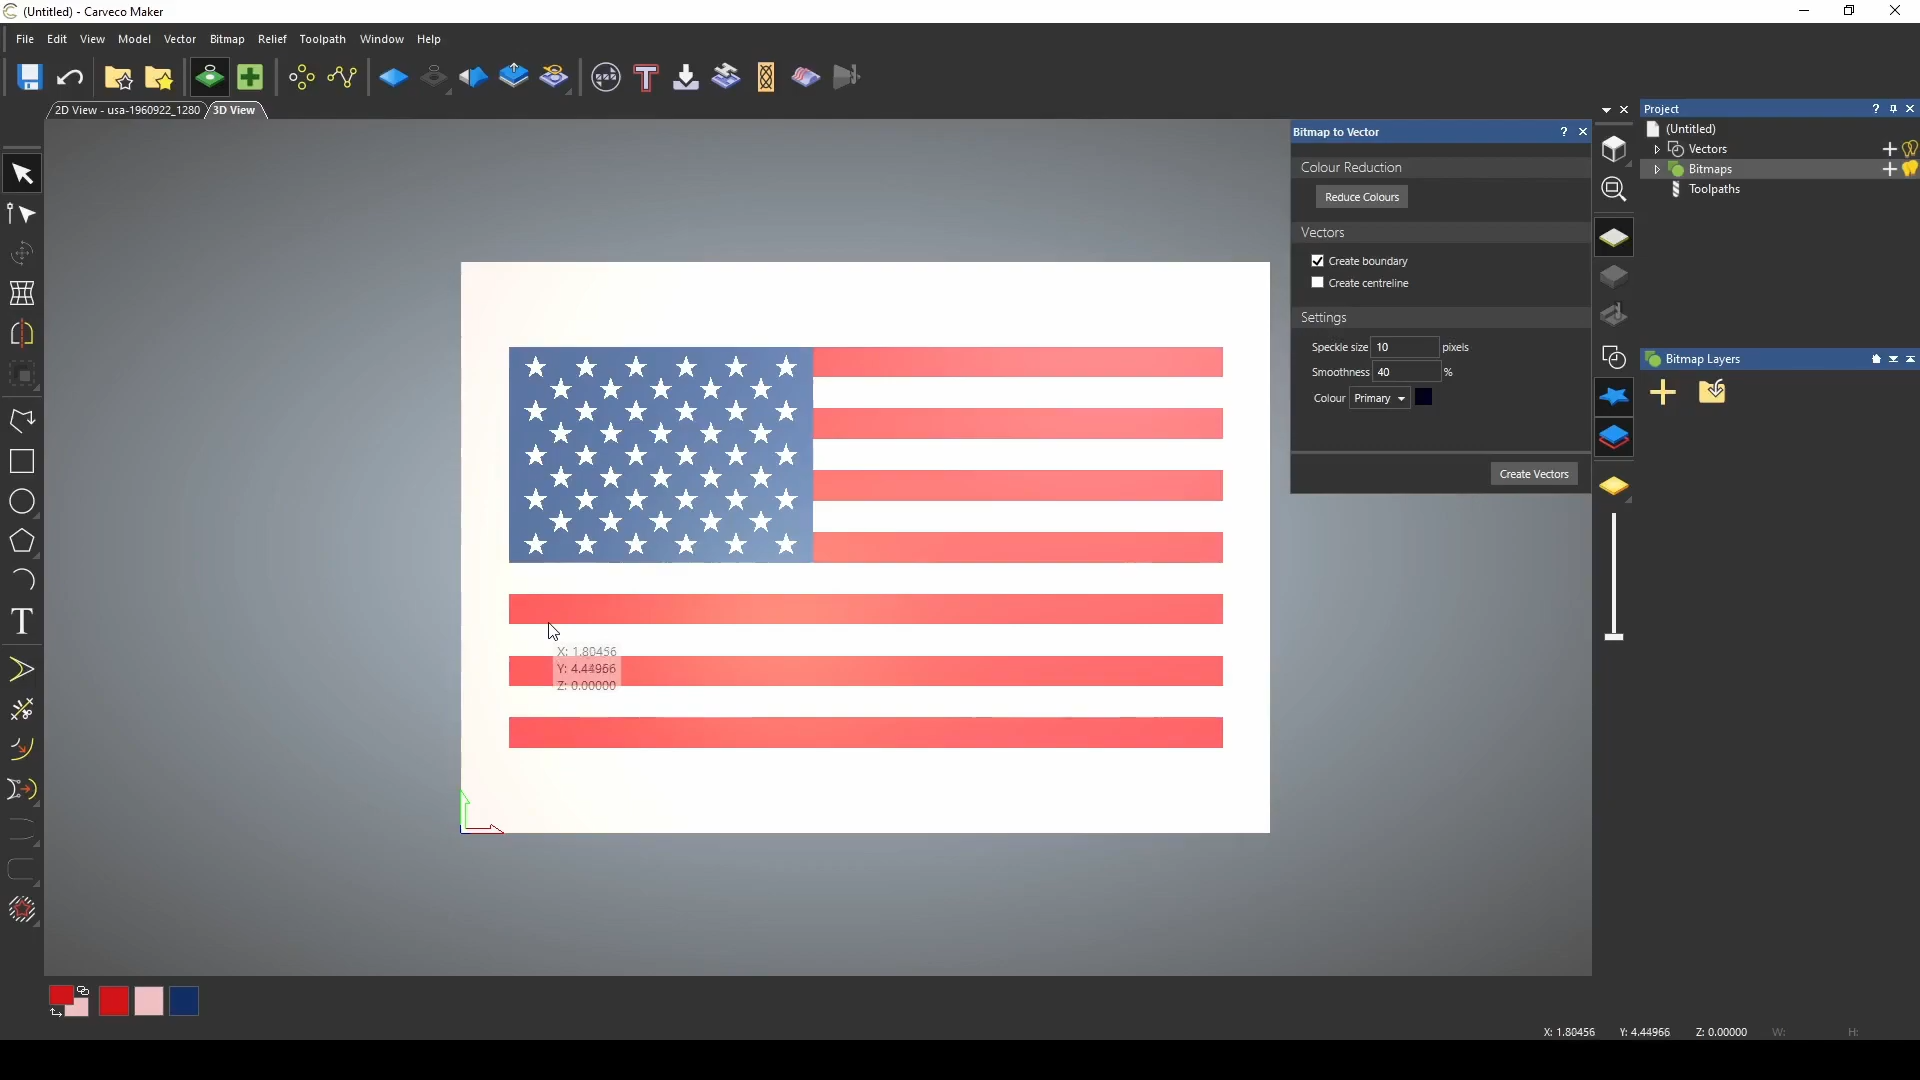 (Untitled) - Carveco Maker
File Edit View Model Vector Bitmap Relief Toolpath Window Help
2D View - usa-1960922_1280 3D View
Project
(Untitled)
Vectors
Bitmaps
Toolpaths
Bitmap to Vector
Colour Reduction
Reduce Colours
Vectors
Create boundary
Create centreline
Settings
Speckle size 10 pixels
Smoothness 40 %
Colour Primary
Create Vectors
Bitmap Layers
X: 1.80456
Y: 4.44966
Z: 0.00000
T
X: 1.80456 Y: 4.44966 Z: 0.00000 W: H: